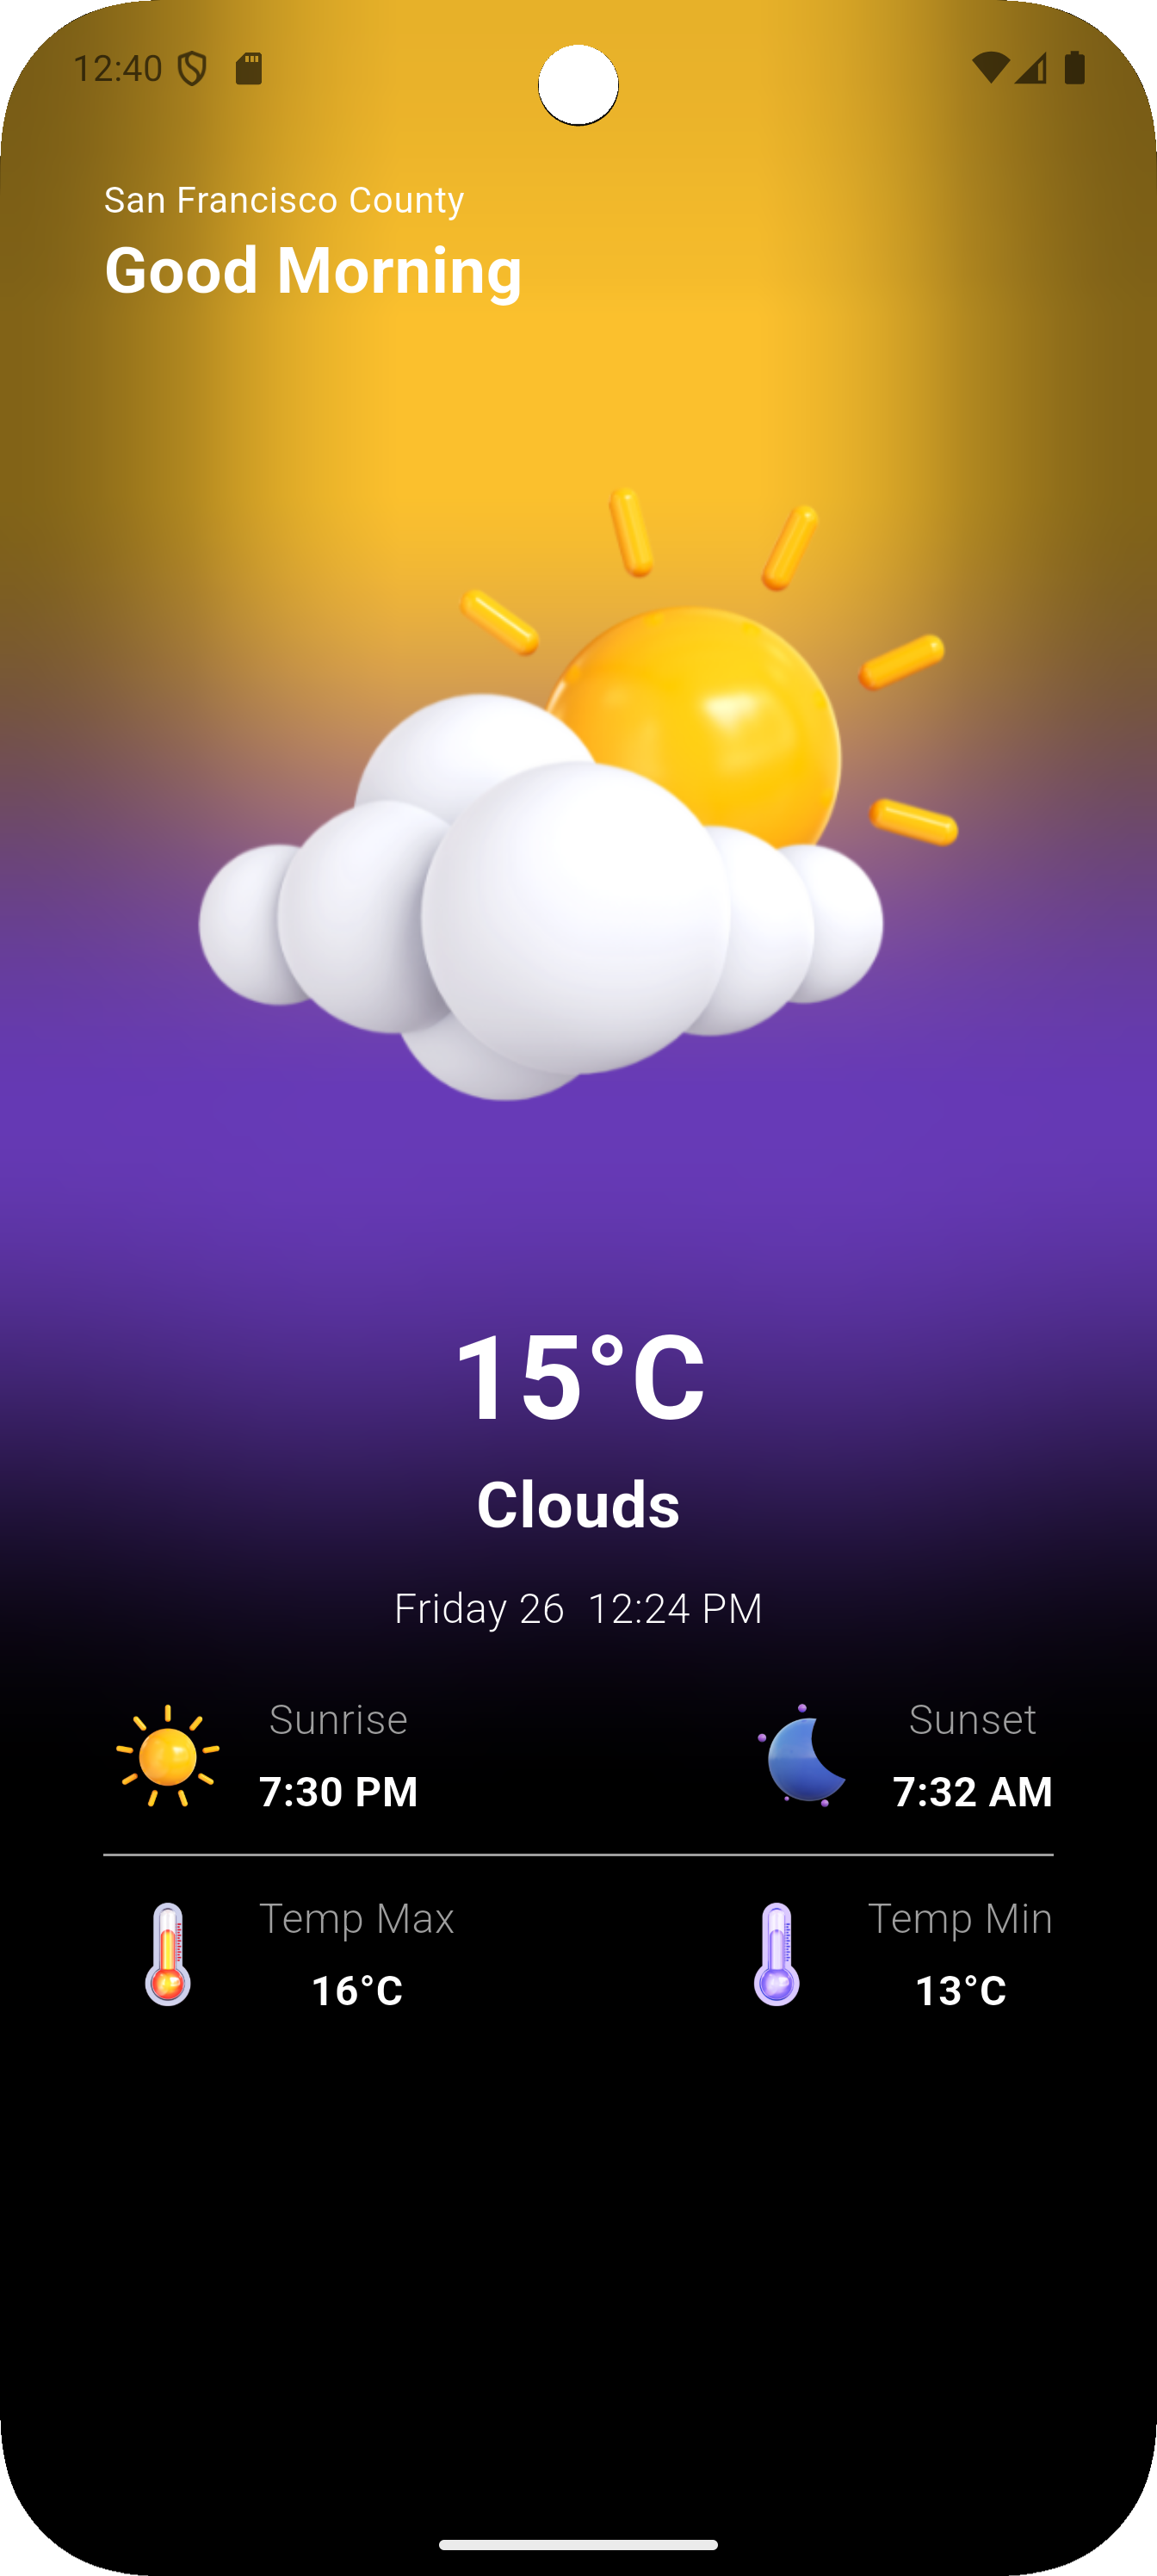 12:40
San Francisco County
Good Morning
15°C
Clouds
Friday 26  12:24 PM
Sunrise
7:30 PM
Sunset
7:32 AM
Temp Max
16°C
Temp Min
13°C